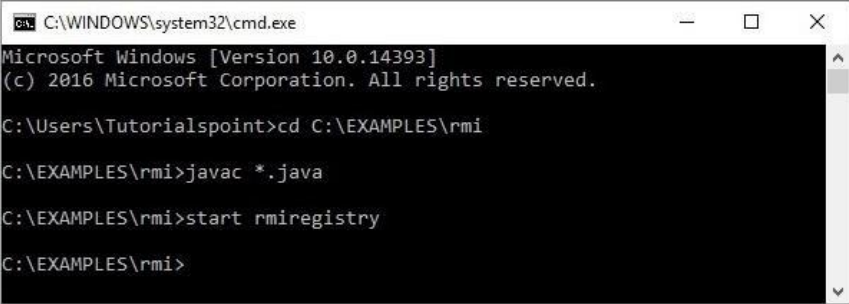 C:\WINDOWS\system32\cmd.exe
Microsoft Windows [Version 10.0.14393]
(c) 2016 Microsoft Corporation. All rights reserved.
C:\Users\Tutorialspoint>cd C:\EXAMPLES\rmi
C:\EXAMPLES\rmi>javac *.java
C:\EXAMPLES\rmi>start rmiregistry
C:\EXAMPLES\rmi>